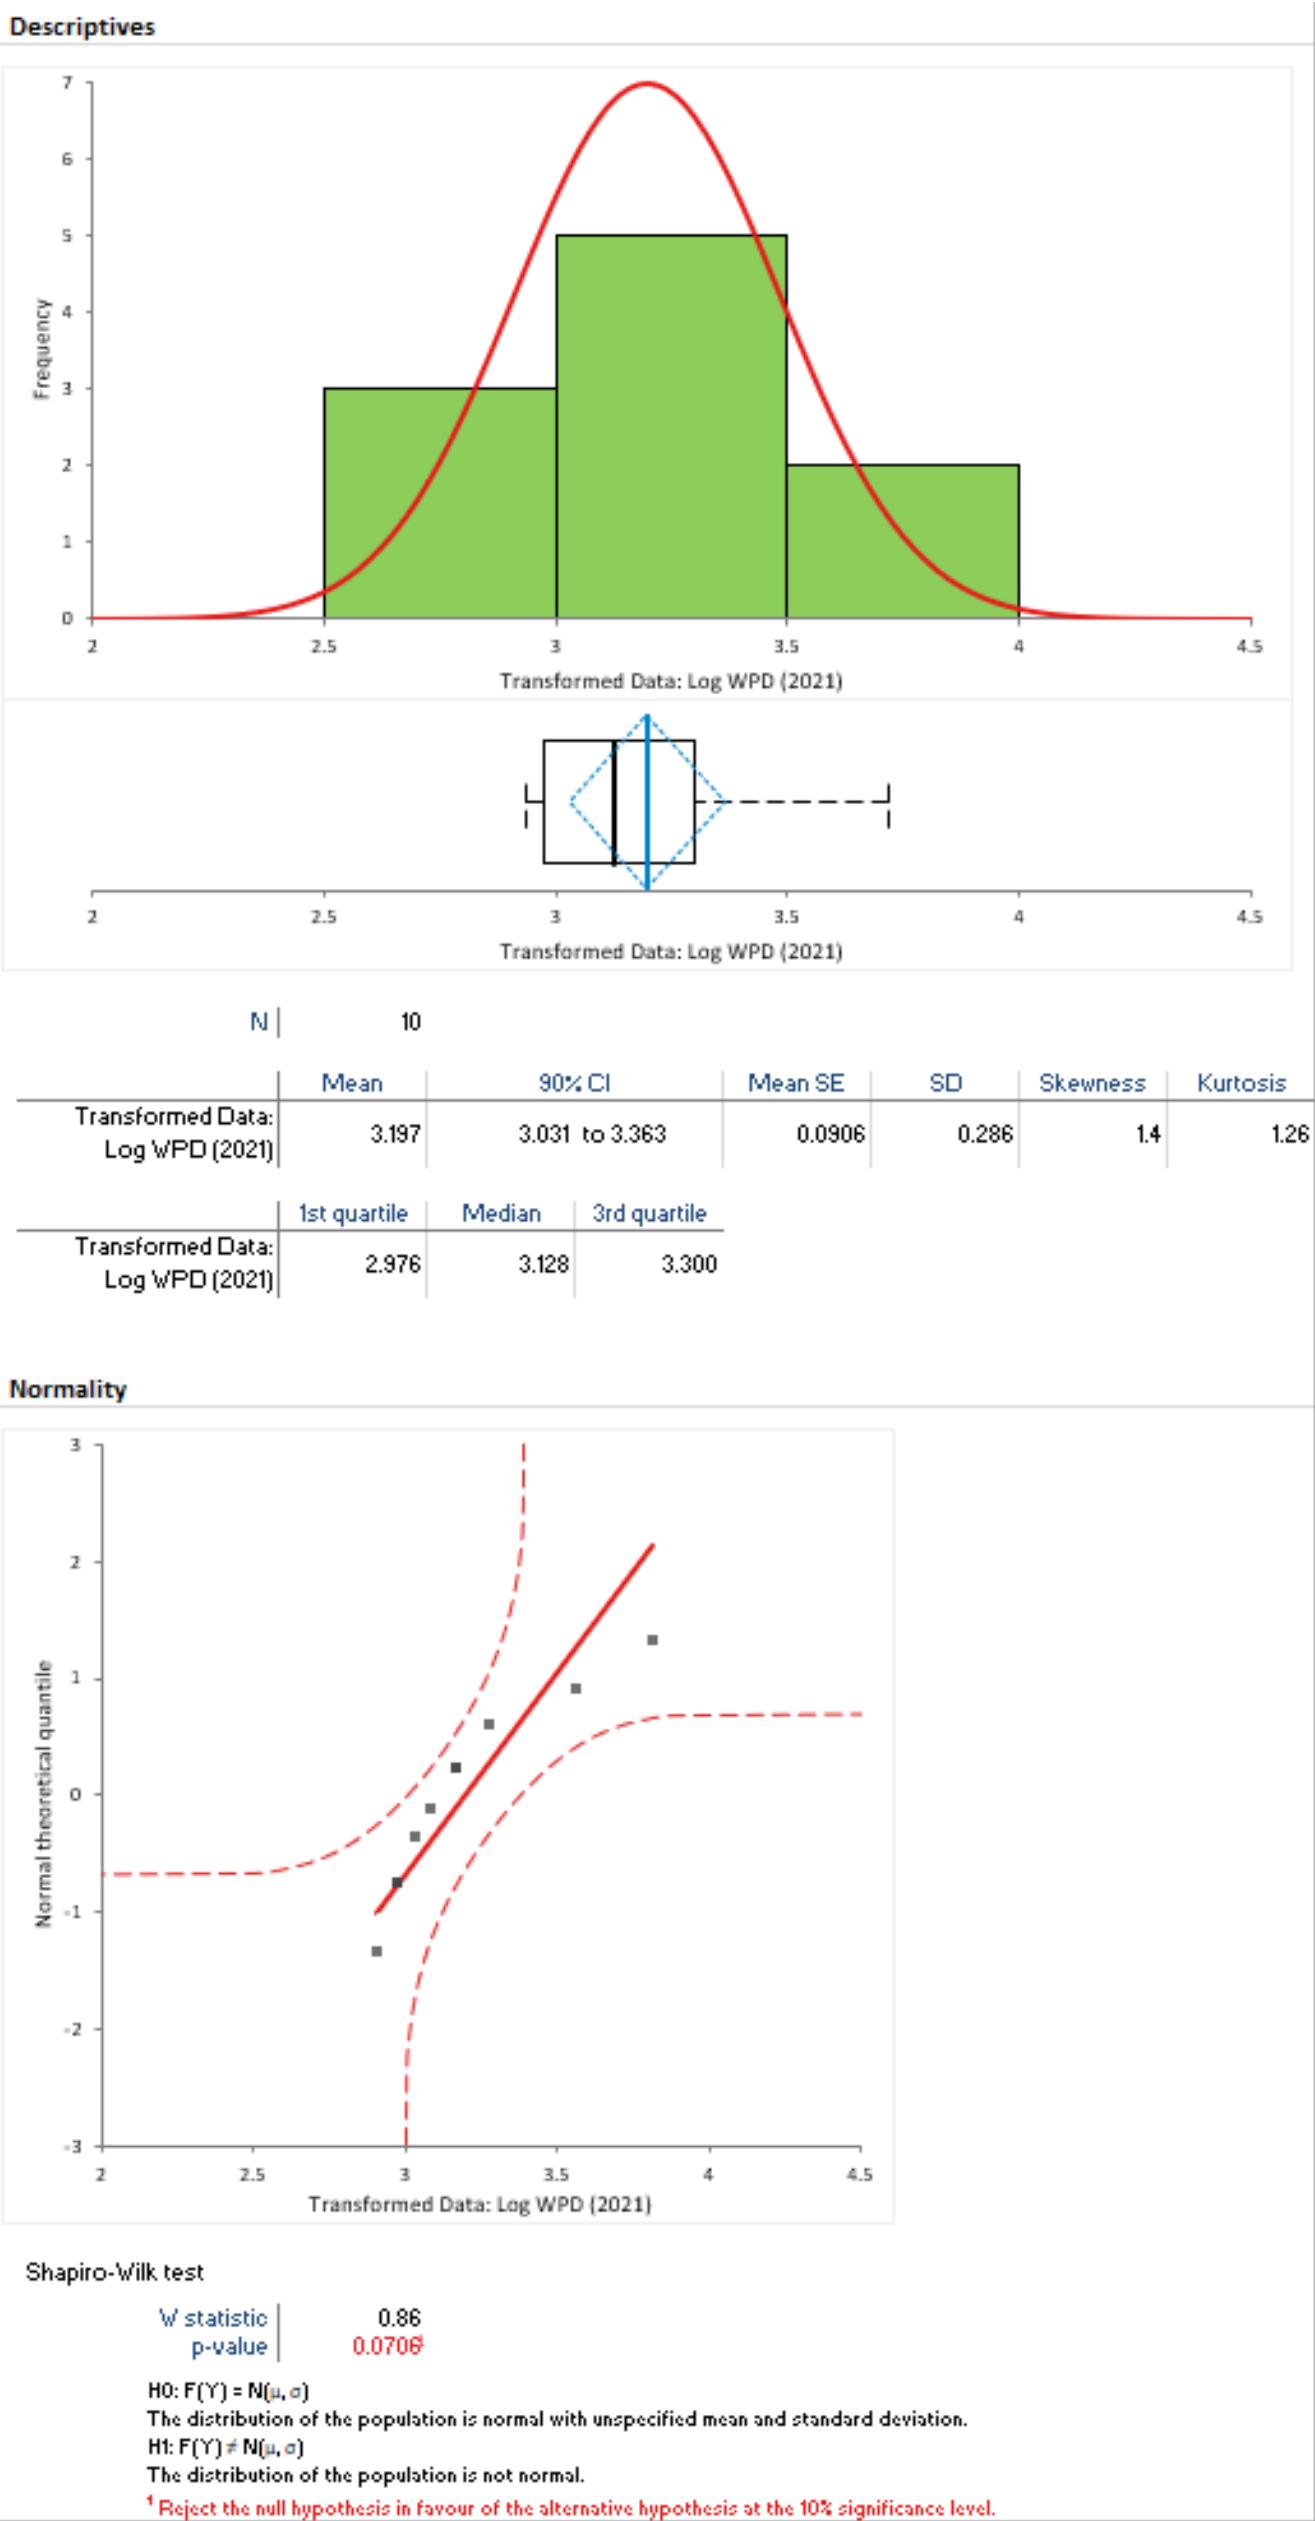 Descriptives
7
6
5
4
3
2
1
0
Frequency
2 2.5 3 3.5 4 4.5
Transformed Data: Log WPD (2021)
2 2.5 3 3.5 4 4.5
Transformed Data: Log WPD (2021)
N 10
Mean 90% CI Mean SE SD Skewness Kurtosis
Transformed Data:
Log WPD (2021) 3.197 3.031 to 3.363 0.0906 0.286 1.4 1.26
1st quartile Median 3rd quartile
Transformed Data:
Log WPD (2021) 2.976 3.128 3.300
Normality
3
2
1
0
-1
-2
-3
Normal theoretical quantile
2 2.5 3 3.5 4 4.5
Transformed Data: Log WPD (2021)
Shapiro-Wilk test
W statistic 0.86
p-value 0.0706¹
H0: F(Y) = N(μ, σ)
The distribution of the population is normal with unspecified mean and standard deviation.
H1: F(Y) ≠ N(μ, σ)
The distribution of the population is not normal.
¹ Reject the null hypothesis in favour of the alternative hypothesis at the 10% significance level.